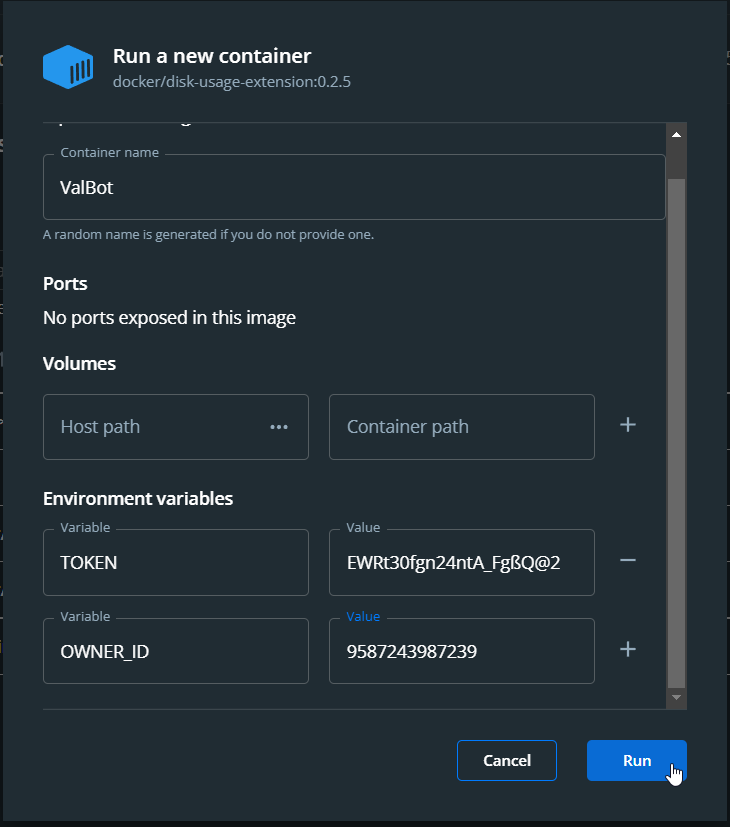 Run a new container
docker/disk-usage-extension:0.2.5
Container name
ValBot
A random name is generated if you do not provide one.
Ports
No ports exposed in this image
Volumes
Host path ••• Container path +
Environment variables
Variable Value
TOKEN EWRt30fgn24ntA_FgßQ@2 −
Variable Value
OWNER_ID 9587243987239 +
Cancel Run